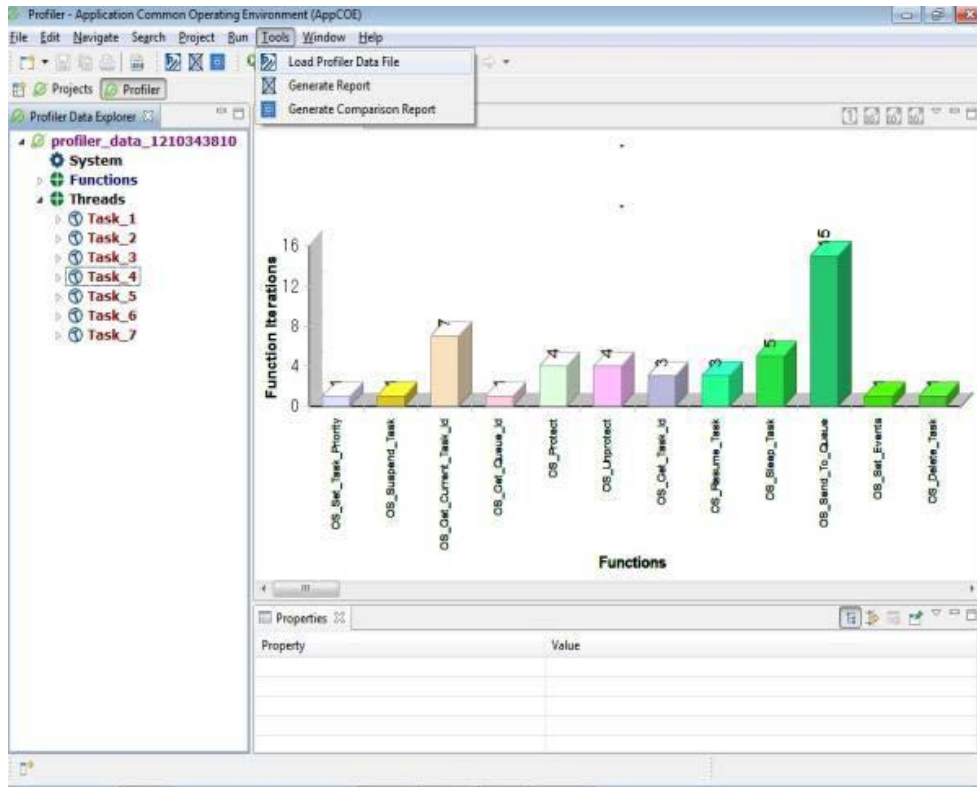 Profiler - Application Common Operating Environment (AppCOE)
File Edit Navigate Search Project Run Tools Window Help
Load Profiler Data File
Generate Report
Generate Comparison Report
Projects Profiler
Profiler Data Explorer
profiler_data_1210343810
System
Functions
Threads
Task_1
Task_2
Task_3
Task_4
Task_5
Task_6
Task_7
Function Iterations
16
12
8
4
0
1
1
7
1
4
4
3
3
5
15
1
1
OS_Set_Task_Priority
OS_Suspend_Task
OS_Get_Current_Task_Id
OS_Get_Queue_Id
OS_Protect
OS_Unprotect
OS_Get_Task_Id
OS_Resume_Task
OS_Sleep_Task
OS_Send_To_Queue
OS_Set_Events
OS_Delete_Task
Functions
Properties
Property Value